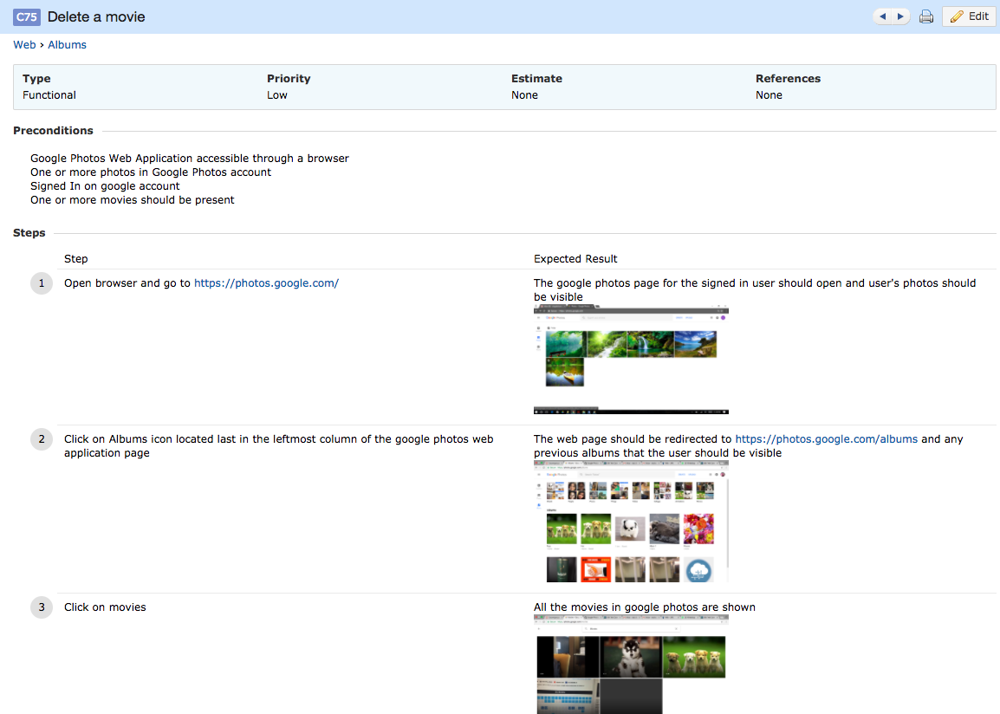 C75 Delete a movie
Edit
Web › Albums
Type Priority Estimate References
Functional Low None None
Preconditions
Google Photos Web Application accessible through a browser
One or more photos in Google Photos account
Signed In on google account
One or more movies should be present
Steps
Step Expected Result
1 Open browser and go to https://photos.google.com/ The google photos page for the signed in user should open and user's photos should
be visible
2 Click on Albums icon located last in the leftmost column of the google photos web The web page should be redirected to https://photos.google.com/albums and any
application page previous albums that the user should be visible
3 Click on movies All the movies in google photos are shown